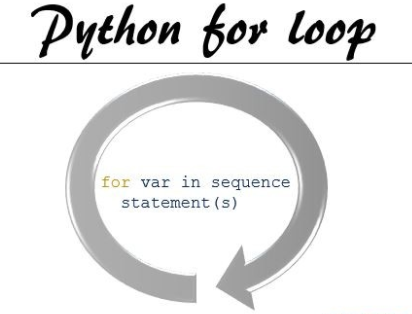 Python for loop
for var in sequence
statement(s)